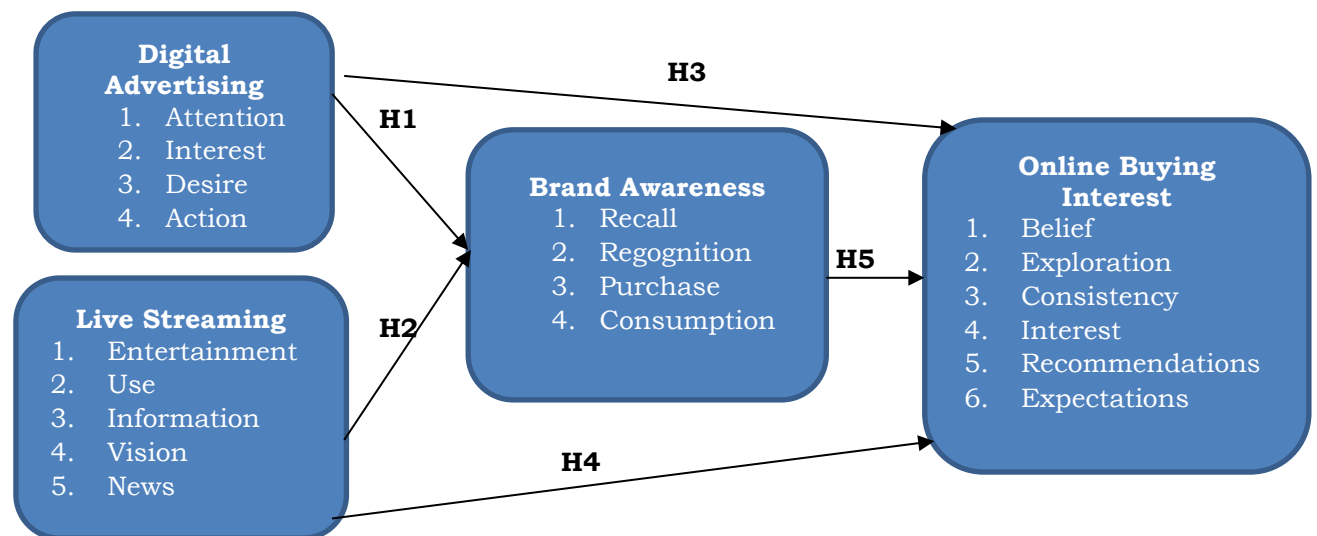 Digital
Advertising
1. Attention
2. Interest
3. Desire
4. Action
H1
H3
Live Streaming
1. Entertainment
2. Use
3. Information
4. Vision
5. News
H2
H4
Brand Awareness
1. Recall
2. Regognition
3. Purchase
4. Consumption
H5
Online Buying
Interest
1. Belief
2. Exploration
3. Consistency
4. Interest
5. Recommendations
6. Expectations